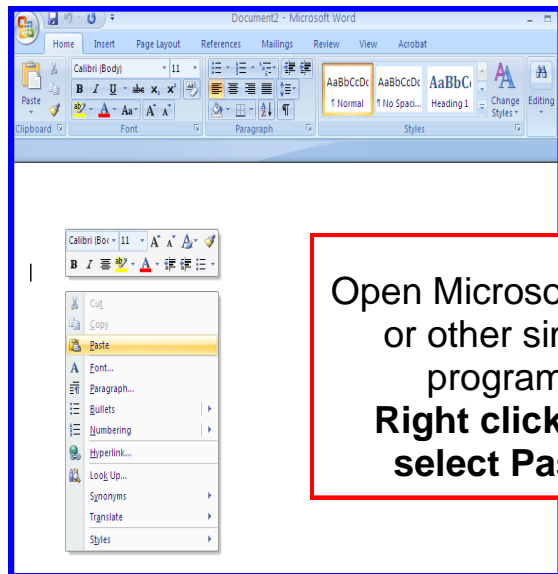 Document2 - Microsoft Word
Home Insert Page Layout References Mailings Review View Acrobat
Calibri (Body) 11
AaBbCcDc AaBbCcDc AaBbC
Paste
¶ Normal ¶ No Spaci... Heading 1 Change Styles Editing
Clipboard Font Paragraph Styles
Calibri (Bo 11
Cut
Copy
Paste
Font...
Paragraph...
Bullets
Numbering
Hyperlink...
Look Up...
Synonyms
Translate
Styles
Open Microso
or other sir
program
Right click
select Pa